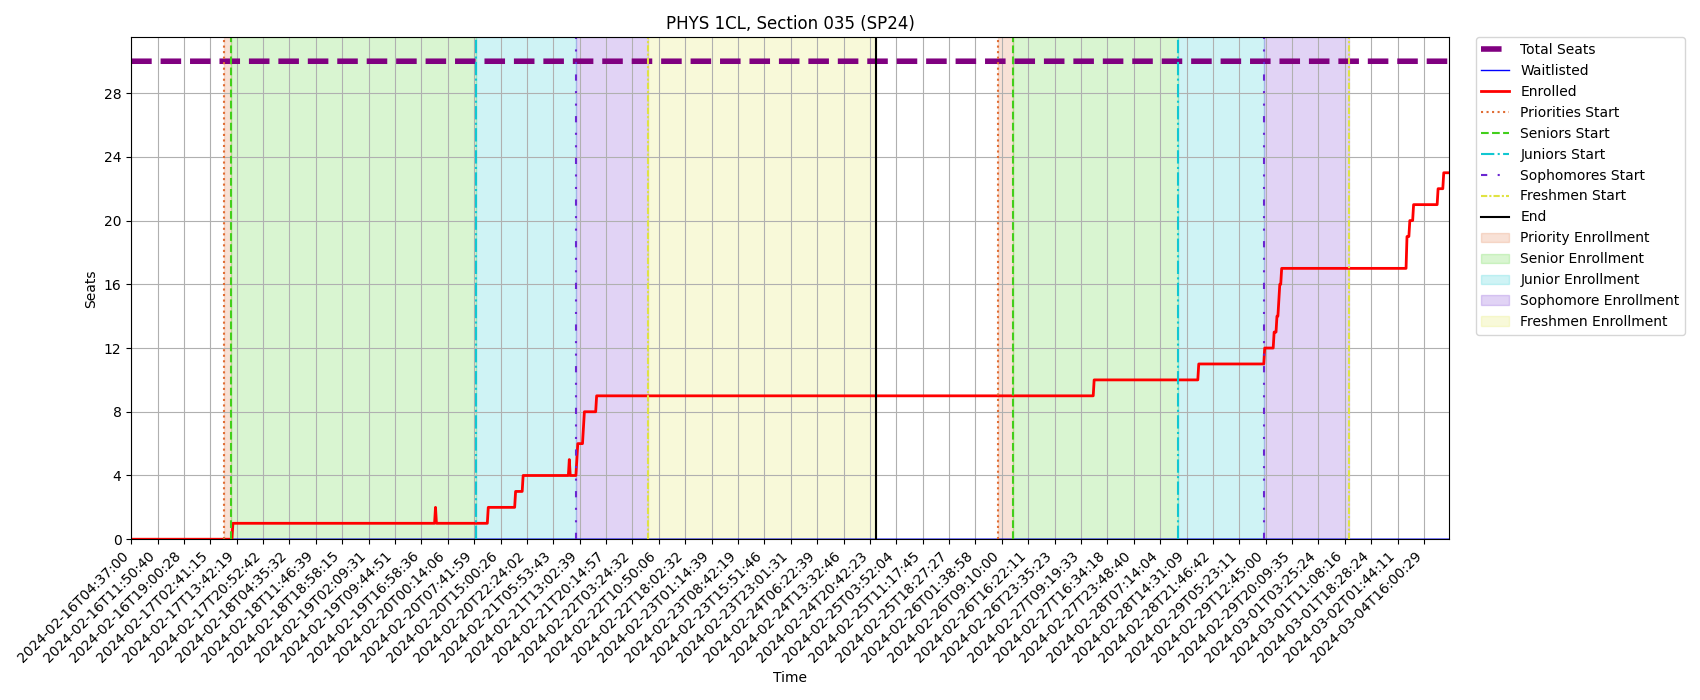 PHYS 1CL, Section 035 (SP24)
Seats
28
24
20
16
12
8
4
0
2024-02-16T04:37:00
2024-02-16T11:50:40
2024-02-16T19:00:28
2024-02-17T02:41:15
2024-02-17T13:42:19
2024-02-17T20:52:42
2024-02-18T04:35:32
2024-02-18T11:46:39
2024-02-18T18:58:15
2024-02-19T02:09:31
2024-02-19T09:44:51
2024-02-19T16:58:36
2024-02-20T00:14:06
2024-02-20T07:41:59
2024-02-20T15:00:26
2024-02-20T22:24:02
2024-02-21T05:53:43
2024-02-21T13:02:39
2024-02-21T20:14:57
2024-02-22T03:24:32
2024-02-22T10:50:06
2024-02-22T18:02:32
2024-02-23T01:14:39
2024-02-23T08:42:19
2024-02-23T15:51:46
2024-02-23T23:01:31
2024-02-24T06:22:39
2024-02-24T13:32:46
2024-02-24T20:42:23
2024-02-25T03:52:04
2024-02-25T11:17:45
2024-02-25T18:27:27
2024-02-26T01:38:50
2024-02-26T09:10:00
2024-02-26T16:22:11
2024-02-26T23:35:23
2024-02-27T09:19:33
2024-02-27T16:34:18
2024-02-27T23:48:40
2024-02-28T07:14:04
2024-02-28T14:31:09
2024-02-28T21:46:42
2024-02-29T05:23:11
2024-02-29T12:45:00
2024-02-29T20:09:35
2024-03-01T03:25:24
2024-03-01T11:08:16
2024-03-01T18:28:24
2024-03-02T01:44:11
2024-03-04T16:00:29
Time
Total Seats
Waitlisted
Enrolled
Priorities Start
Seniors Start
Juniors Start
Sophomores Start
Freshmen Start
End
Priority Enrollment
Senior Enrollment
Junior Enrollment
Sophomore Enrollment
Freshmen Enrollment